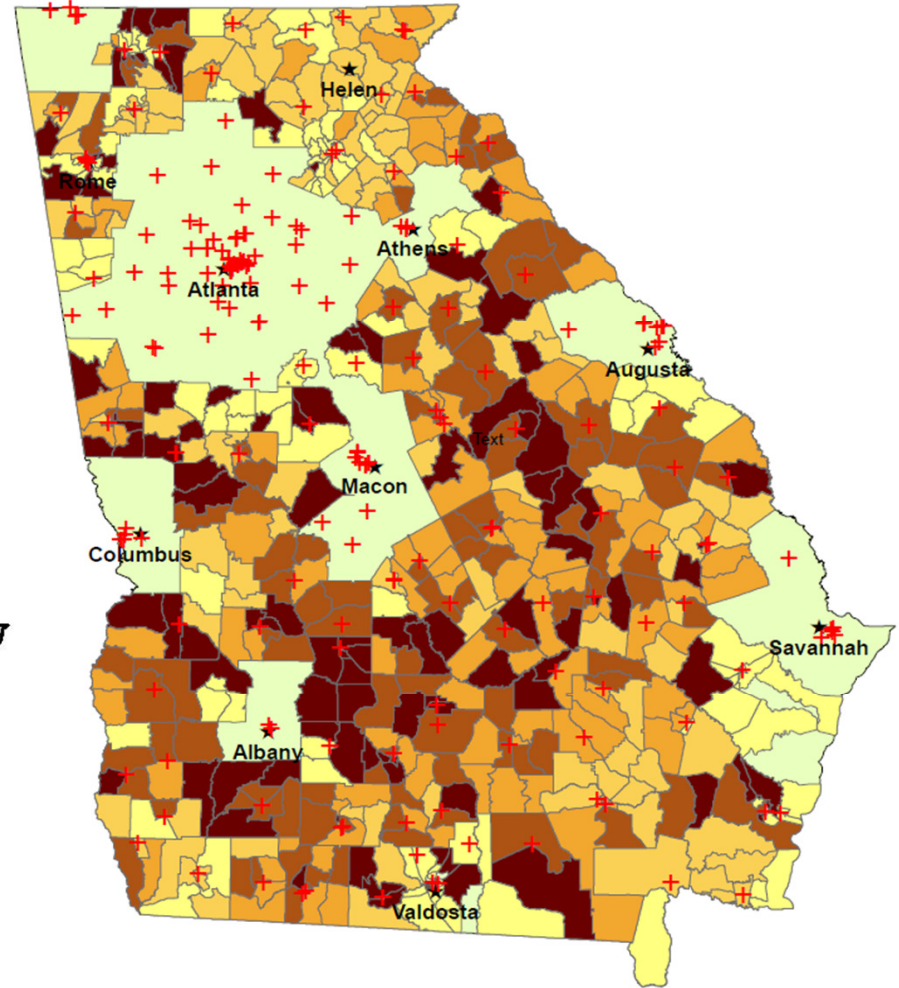 Helen
Rome
Athens
Atlanta
Augusta
Text
Macon
Columbus
Savannah
Albany
Valdosta